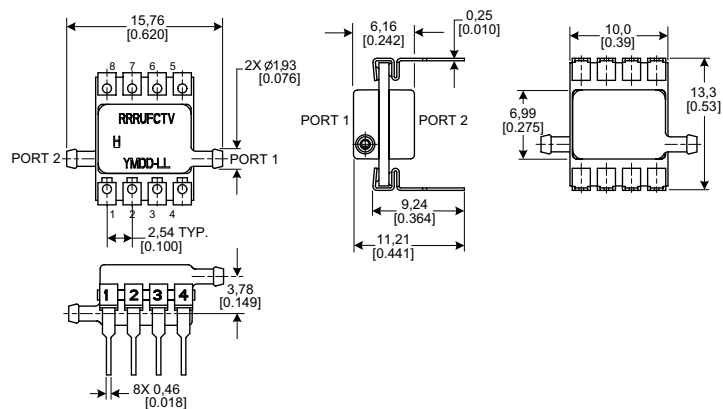 15,76
[0.620]
8 7 6 5
2X Ø1,93
[0.076]
RRRUFCTV
H
YMDD-LL
PORT 2
PORT 1
1 2 3 4
2,54 TYP.
[0.100]
6,16
[0.242]
0,25
[0.010]
PORT 1
PORT 2
9,24
[0.364]
11,21
[0.441]
10,0
[0.39]
6,99
[0.275]
13,3
[0.53]
1 2 3 4
3,78
[0.149]
8X 0,46
[0.018]